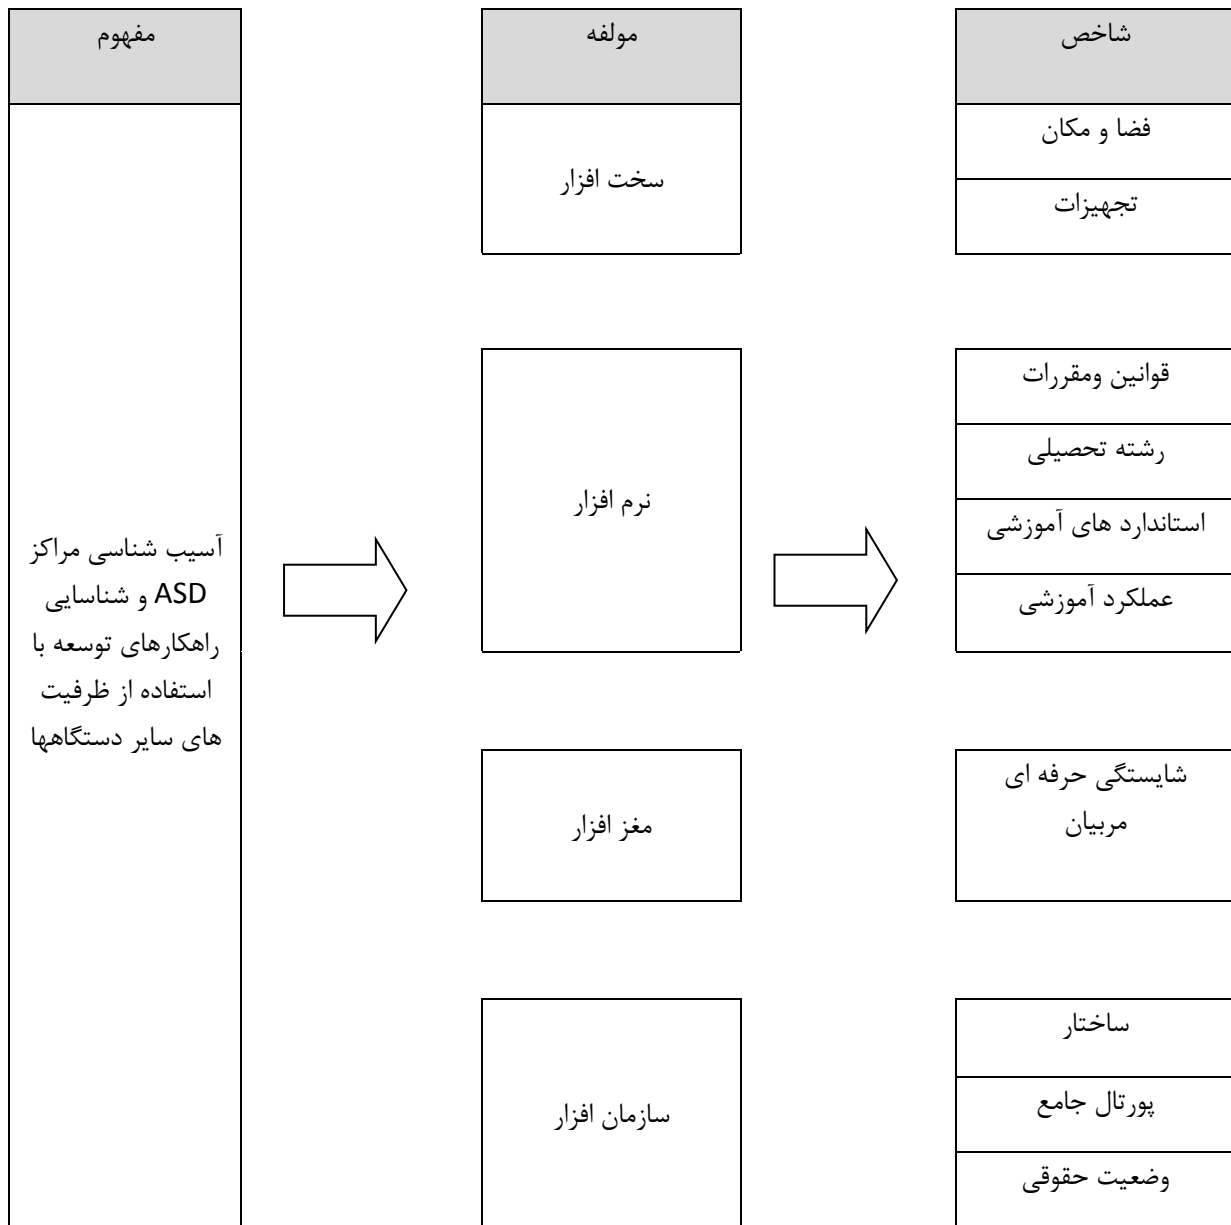 مفهوم
مولفه
شاخص
آسیب شناسی مراکز
ASD و شناسایی
راهکارهای توسعه با
استفاده از ظرفیت
های سایر دستگاهها
سخت افزار
فضا و مکان
تجهیزات
نرم افزار
قوانین ومقررات
رشته تحصیلی
استاندارد های آموزشی
عملکرد آموزشی
مغز افزار
شایستگی حرفه ای
مربیان
سازمان افزار
ساختار
پورتال جامع
وضعیت حقوقی